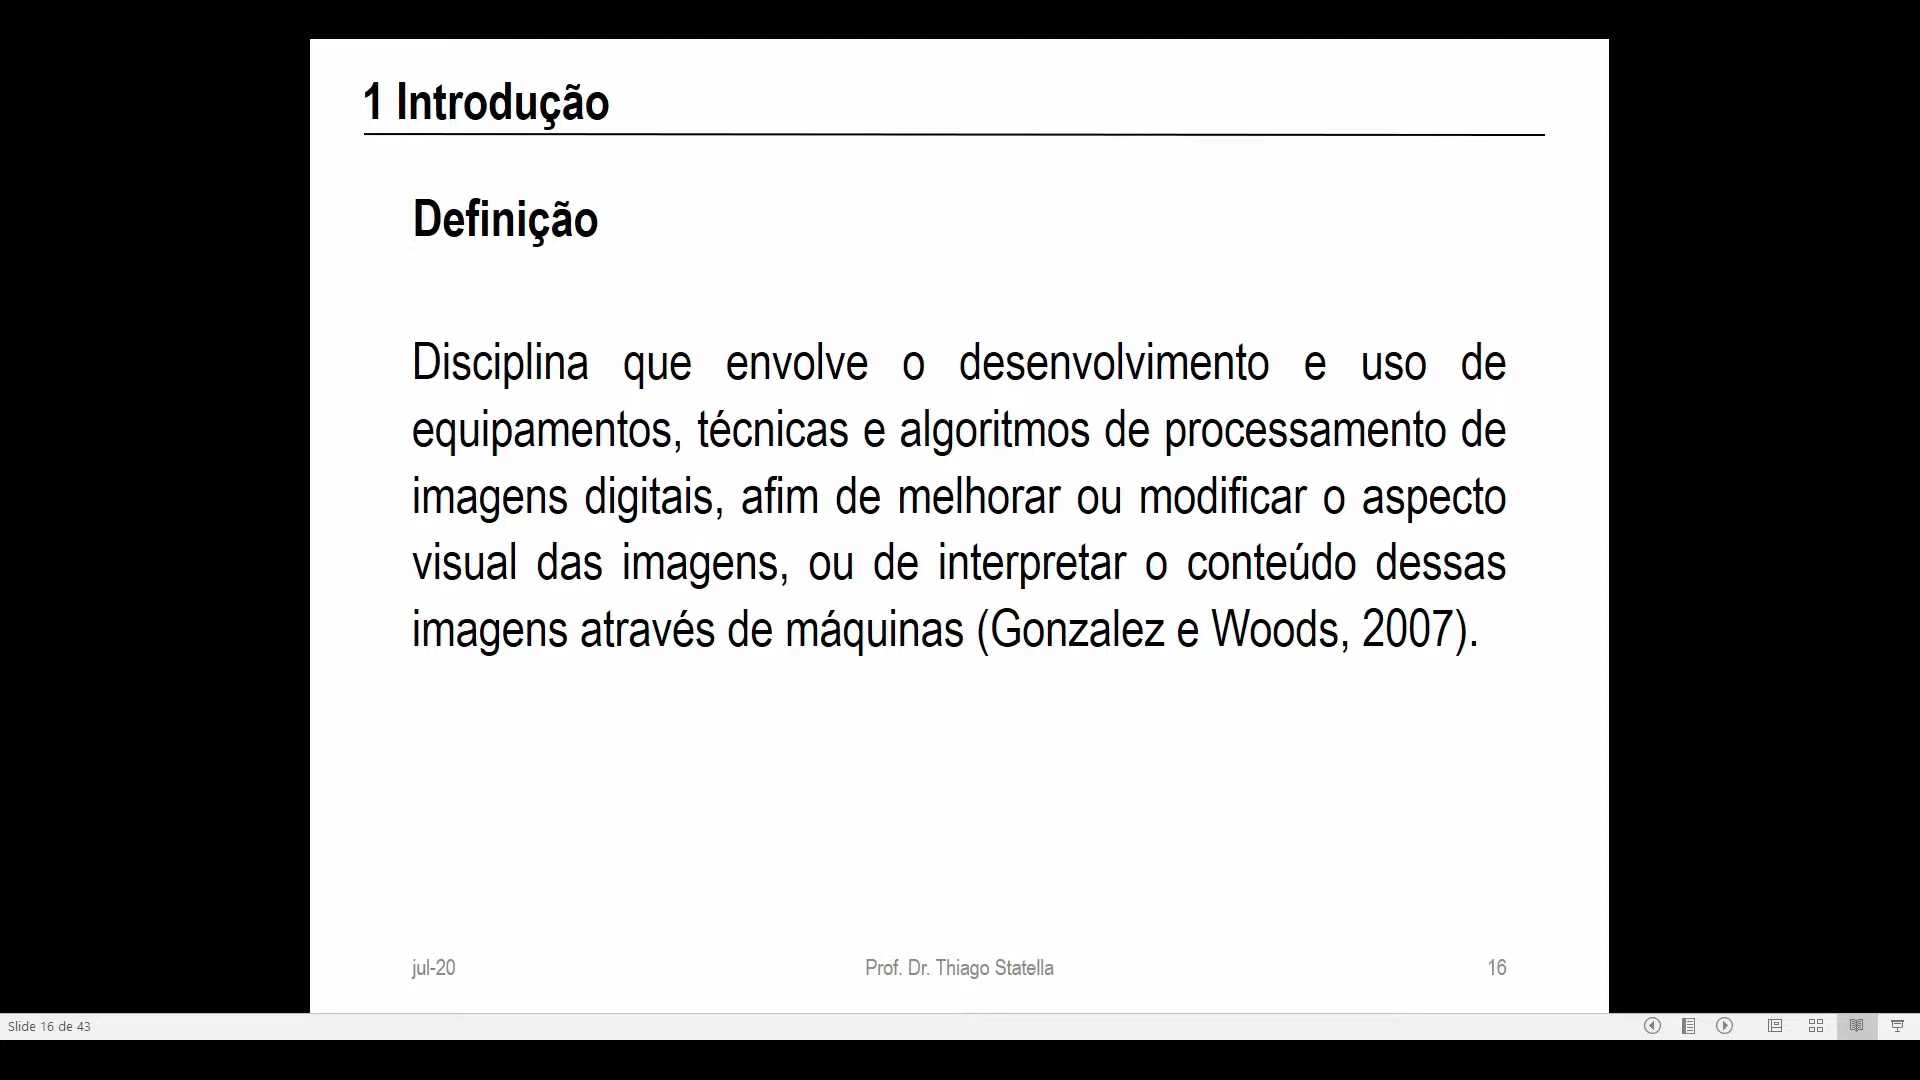 1 Introdução
Definição
Disciplina que envolve o desenvolvimento e uso de
equipamentos, técnicas e algoritmos de processamento de
imagens digitais, afim de melhorar ou modificar o aspecto
visual das imagens, ou de interpretar o conteúdo dessas
imagens através de máquinas (Gonzalez e Woods, 2007).
jul-20
Prof. Dr. Thiago Statella
16
Slide 16 de 43